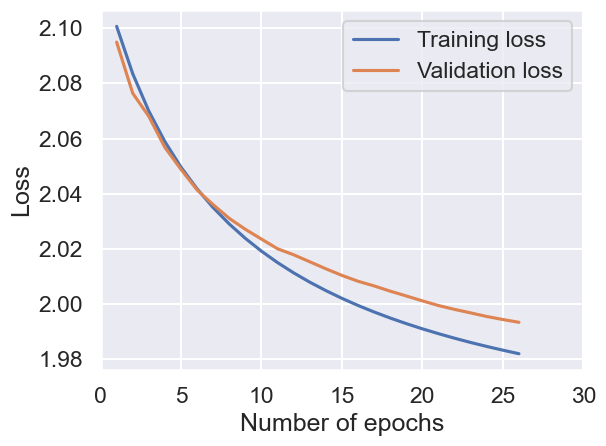 Training loss
Validation loss
2.10
2.08
2.06
2.04
2.02
2.00
1.98
Loss
0 5 10 15 20 25 30
Number of epochs